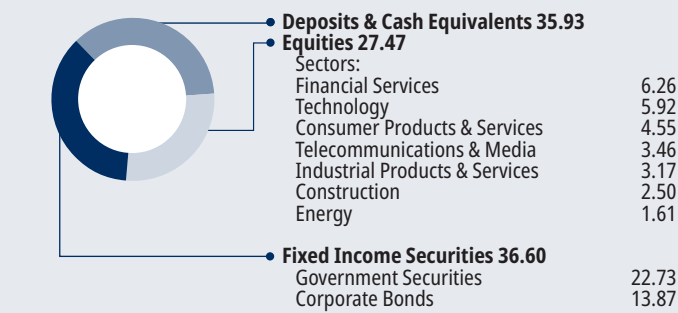 Deposits & Cash Equivalents 35.93
Equities 27.47
Sectors:
Financial Services 6.26
Technology 5.92
Consumer Products & Services 4.55
Telecommunications & Media 3.46
Industrial Products & Services 3.17
Construction 2.50
Energy 1.61
Fixed Income Securities 36.60
Government Securities 22.73
Corporate Bonds 13.87